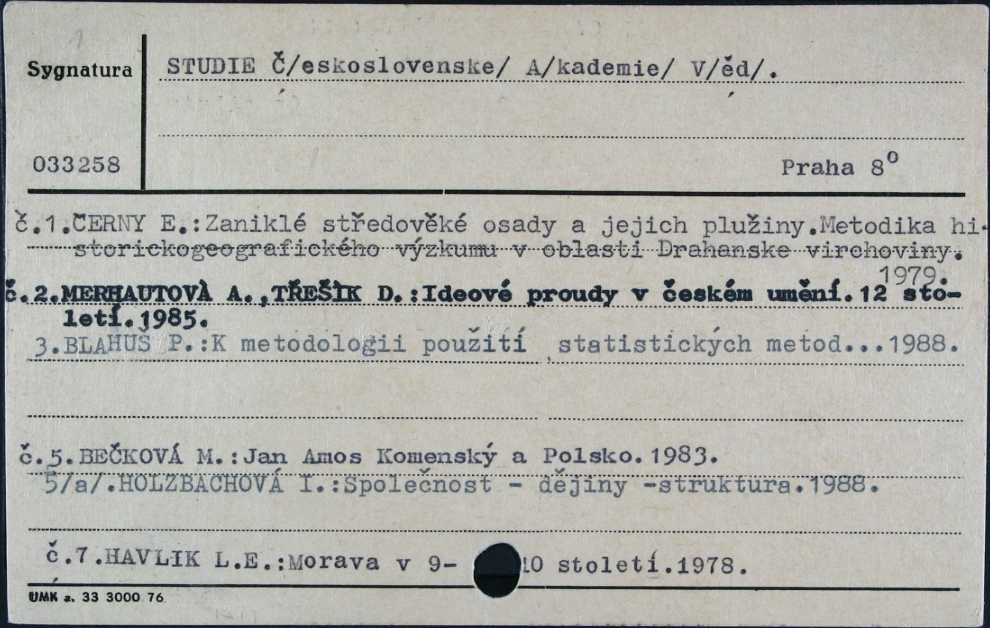 Sygnatura
STUDIE Č/eskoslovenske/ A/kademie/ V/ěd/.
033258
Praha 8º
č.1.ČERNY E.:Zaniklé středověké osady a jejich plužiny.Metodika hi-
storickogeografického výzkumu v oblasti Drahanske virchoviny.
1979.
č.2.MERHAUTOVÀ A.,TŘEŠÌK D.:Ideové proudy v českém umění.12 sto-
letí.1985.
3.BLAHUŠ P.:K metodologii použití statistických metod...1988.
č.5.BEČKOVÁ M.:Jan Amos Komenský a Polsko.1983.
5/a/.HOLZBACHOVÁ I.:Společnost - dějiny -struktura.1988.
č.7.HAVLIK L.E.:Morava v 9- 10 století.1978.
UMK z. 33 3000 76